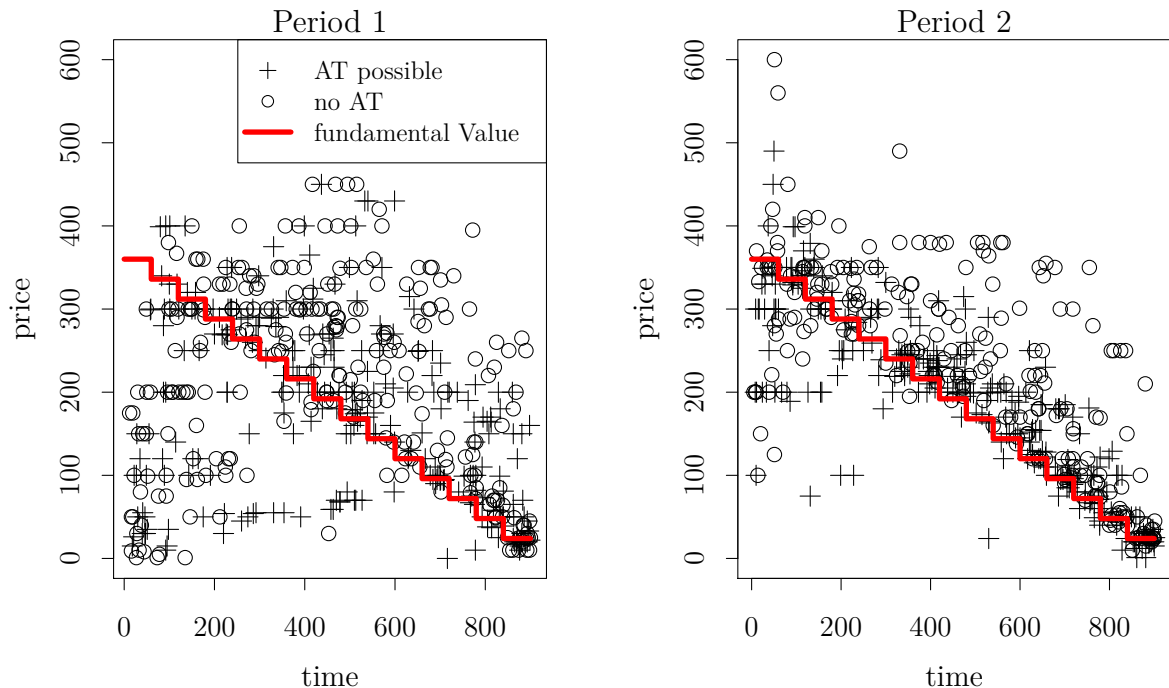 Period 1
Period 2
AT possible
no AT
fundamental Value
price
0 100 200 300 400 500 600
0 200 400 600 800
time
price
0 100 200 300 400 500 600
0 200 400 600 800
time